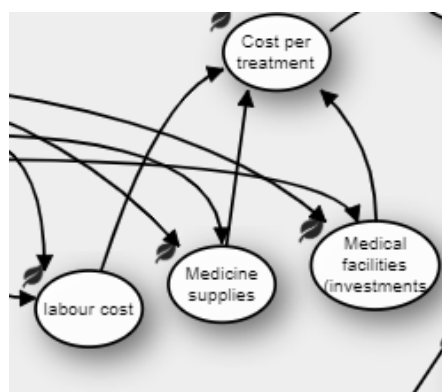 Cost per
treatment
Medical
facilities
(investments
Medicine
supplies
labour cost